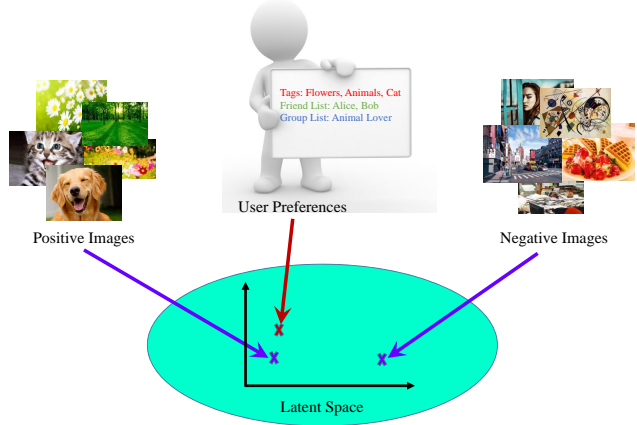 Tags: Flowers, Animals, Cat
Friend List: Alice, Bob
Group List: Animal Lover
User Preferences
Positive Images
Negative Images
Latent Space